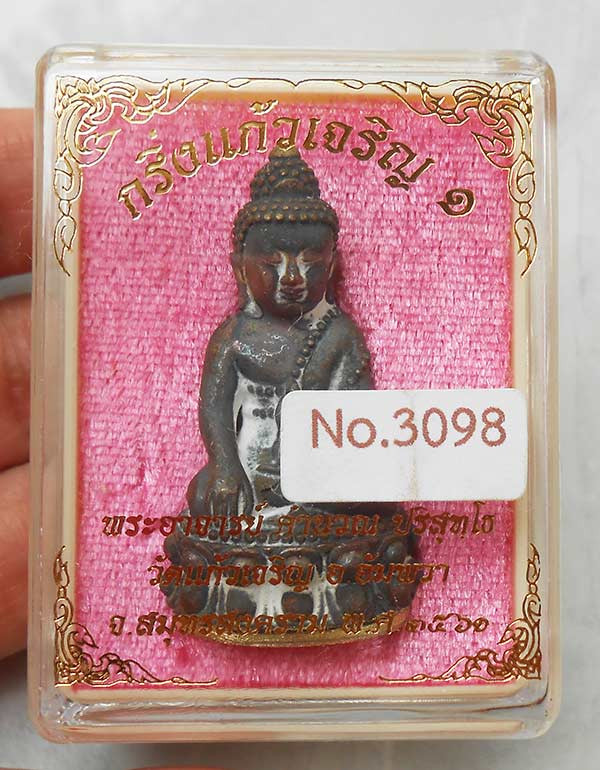 กริ่งแก้วเจริญ ๑
No.3098
พระอาจารย์ คำนวณ ปริสุทฺโธ
วัดแก้วเจริญ อ.อัมพวา
จ.สมุทรสงคราม พ.ศ.๒๕๖๐